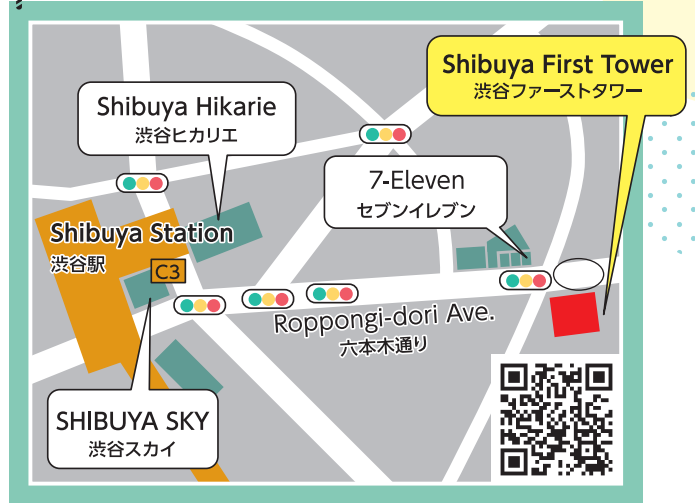 Shibuya First Tower
渋谷ファーストタワー
Shibuya Hikarie
渋谷ヒカリエ
7-Eleven
セブンイレブン
Shibuya Station
渋谷駅
C3
Roppongi-dori Ave.
六本木通り
SHIBUYA SKY
渋谷スカイ